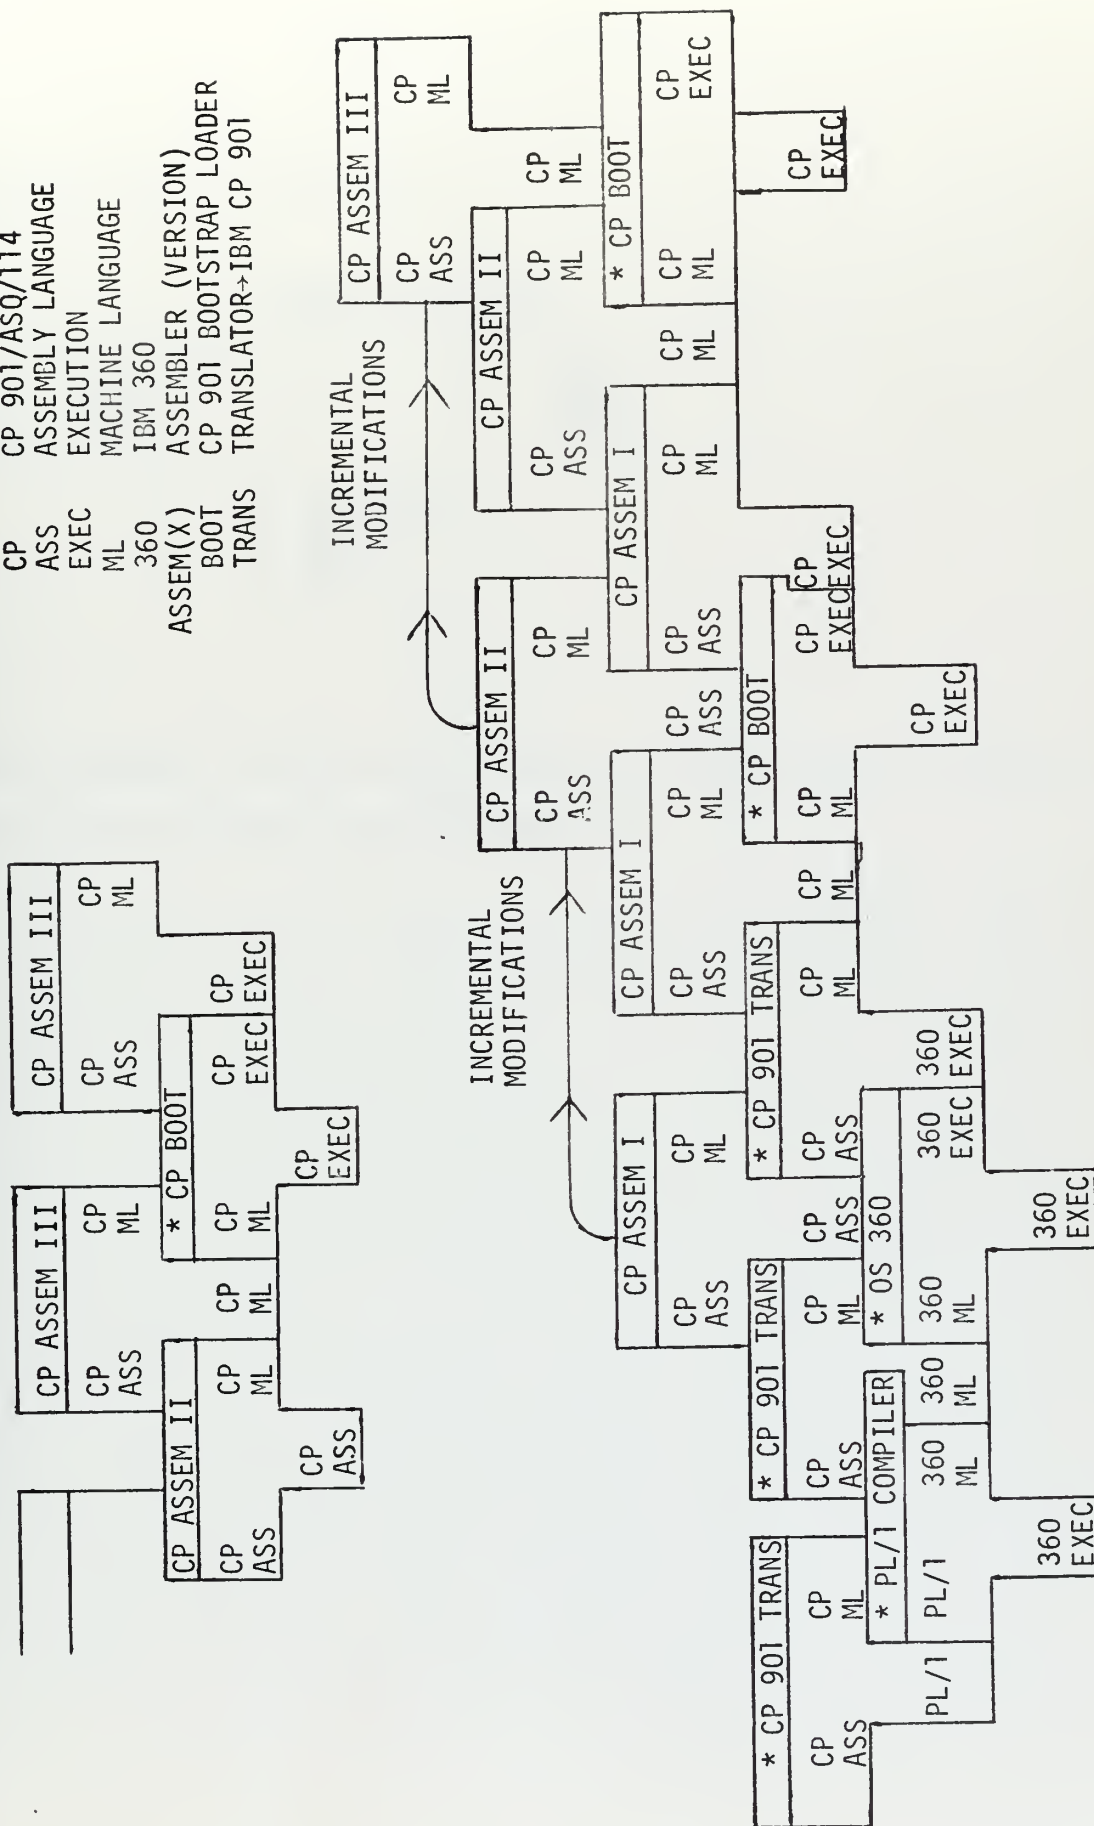 CP CP 901/ASQ/114
ASS ASSEMBLY LANGUAGE
EXEC EXECUTION
ML MACHINE LANGUAGE
360 IBM 360
ASSEM(X) ASSEMBLER (VERSION)
BOOT CP 901 BOOTSTRAP LOADER
TRANS TRANSLATOR→IBM CP 901
CP ASSEM III
CP
ASS
CP
ML
CP ASSEM III
CP
ASS
CP
ML
CP ASSEM II
CP
ASS
CP
ML
CP
ML
* CP BOOT
CP
ML
CP
EXEC
CP
EXEC
CP
ASS
CP
EXEC
INCREMENTAL
MODIFICATIONS
CP ASSEM III
CP
ASS
CP
ML
INCREMENTAL
MODIFICATIONS
CP ASSEM II
CP
ASS
CP
ML
CP ASSEM II
CP
ASS
CP
ML
CP
ML
CP ASSEM I
CP
ASS
CP
ML
CP ASSEM I
CP
ASS
CP
ML
CP
ASS
CP ASSEM I
CP
ASS
CP
ML
CP
ML
* CP BOOT
CP
ML
CP
EXEC
* CP 901 TRANS
CP
ASS
CP
ML
* CP 901 TRANS
CP
ASS
CP
ML
CP
ASS
* CP 901 TRANS
CP
ASS
CP
ML
CP
ML
* CP BOOT
CP
ML
CP
EXEC
CP
EXEC
CP
EXEC
PL/1
* PL/1 COMPILER
PL/1
360
ML
360
ML
* OS 360
360
ML
360
EXEC
360
EXEC
CP
EXEC
360
EXEC
360
EXEC